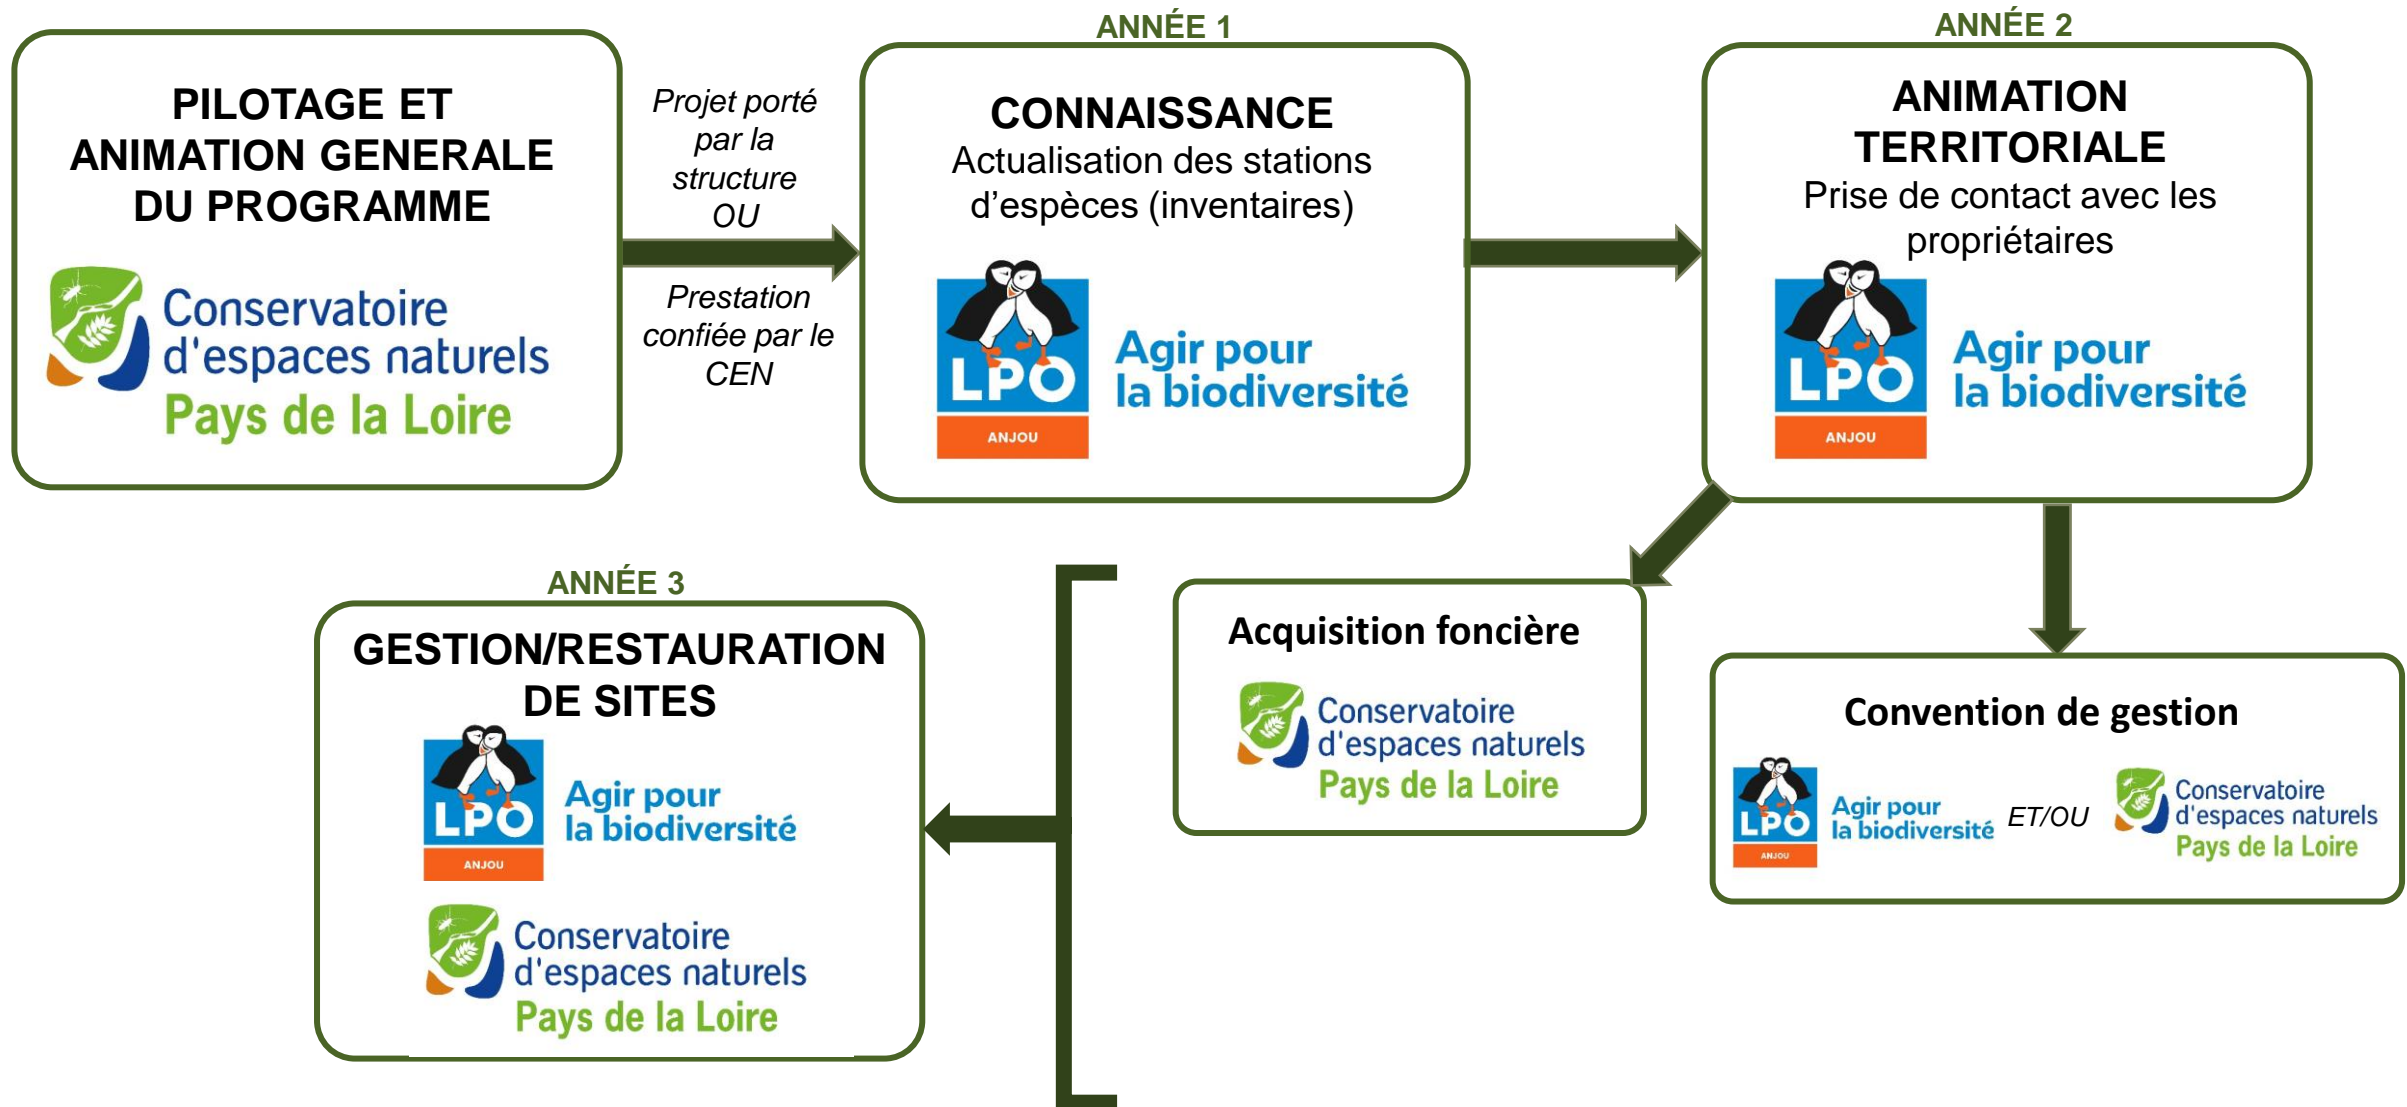 PILOTAGE ET
ANIMATION GENERALE
DU PROGRAMME
Conservatoire
d'espaces naturels
Pays de la Loire
Projet porté
par la
structure
OU
Prestation
confiée par le
CEN
ANNÉE 1
CONNAISSANCE
Actualisation des stations
d'espèces (inventaires)
LPO
ANJOU
Agir pour
la biodiversité
ANNÉE 2
ANIMATION
TERRITORIALE
Prise de contact avec les
propriétaires
LPO
ANJOU
Agir pour
la biodiversité
Acquisition foncière
Conservatoire
d'espaces naturels
Pays de la Loire
Convention de gestion
LPO
ANJOU
Agir pour
la biodiversité
ET/OU
Conservatoire
d'espaces naturels
Pays de la Loire
ANNÉE 3
GESTION/RESTAURATION
DE SITES
LPO
ANJOU
Agir pour
la biodiversité
Conservatoire
d'espaces naturels
Pays de la Loire